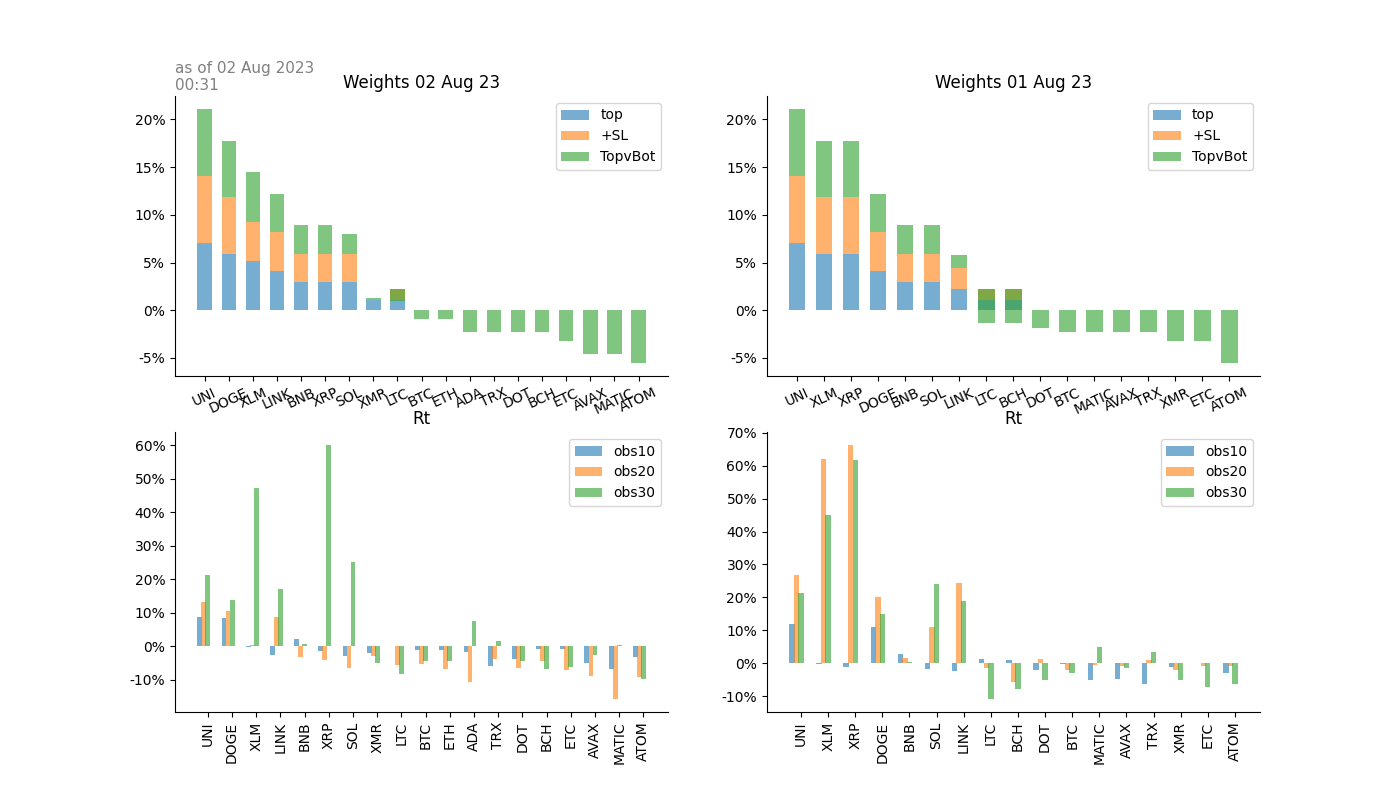 as of 02 Aug 2023
00:31
Weights 02 Aug 23
20%
15%
10%
5%
0%
-5%
top
+SL
TopvBot
UNI DOGE XLM LINK BNB XRP SOL XMR LTC BTC ETH ADA TRX DOT BCH ETC AVAX MATIC ATOM
Weights 01 Aug 23
20%
15%
10%
5%
0%
-5%
top
+SL
TopvBot
UNI XLM XRP DOGE BNB SOL LINK LTC BCH DOT BTC MATIC AVAX TRX XMR ETC ATOM
Rt
60%
50%
40%
30%
20%
10%
0%
-10%
obs10
obs20
obs30
UNI DOGE XLM LINK BNB XRP SOL XMR LTC BTC ETH ADA TRX DOT BCH ETC AVAX MATIC ATOM
Rt
70%
60%
50%
40%
30%
20%
10%
0%
-10%
obs10
obs20
obs30
UNI XLM XRP DOGE BNB SOL LINK LTC BCH DOT BTC MATIC AVAX TRX XMR ETC ATOM